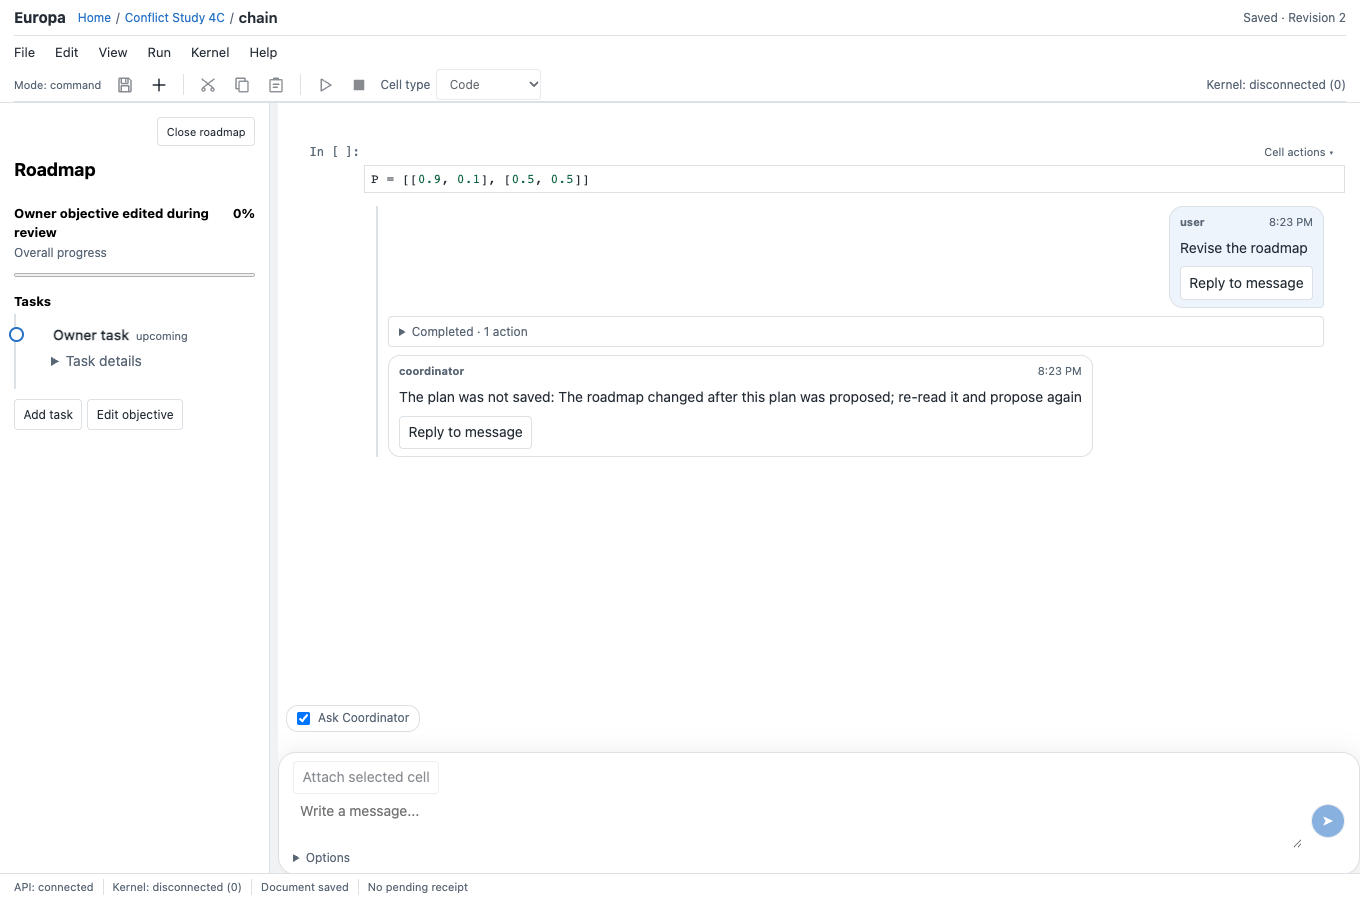 Europa Home / Conflict Study 4C / chain
Saved · Revision 2
File Edit View Run Kernel Help
Mode: command
Cell type Code
Kernel: disconnected (0)
Close roadmap
Roadmap
Owner objective edited during review
0%
Overall progress
Tasks
Owner task upcoming
Task details
Add task Edit objective
In [ ]:
Cell actions
P = [[0.9, 0.1], [0.5, 0.5]]
user 8:23 PM
Revise the roadmap
Reply to message
Completed · 1 action
coordinator 8:23 PM
The plan was not saved: The roadmap changed after this plan was proposed; re-read it and propose again
Reply to message
Ask Coordinator
Attach selected cell
Write a message...
Options
API: connected Kernel: disconnected (0) Document saved No pending receipt